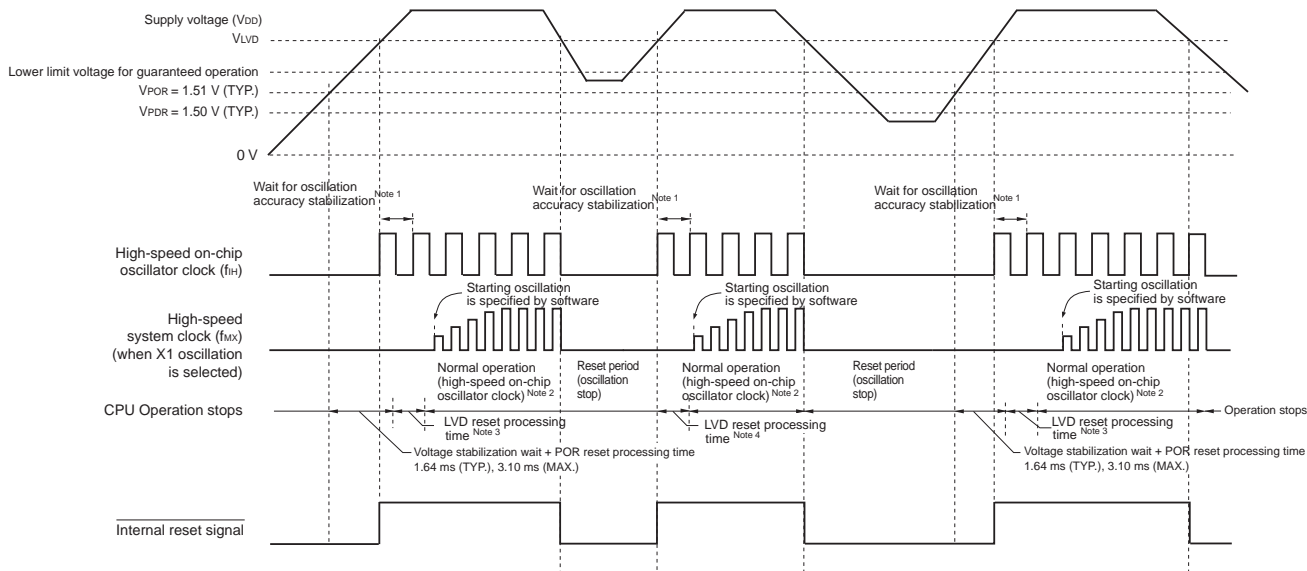 Supply voltage (VDD)
VLVD
Lower limit voltage for guaranteed operation
VPOR = 1.51 V (TYP.)
VPDR = 1.50 V (TYP.)
0 V
Wait for oscillation
accuracy stabilization Note 1
Wait for oscillation
accuracy stabilization Note 1
Wait for oscillation
accuracy stabilization Note 1
High-speed on-chip
oscillator clock (fIH)
Starting oscillation
is specified by software
Starting oscillation
is specified by software
Starting oscillation
is specified by software
High-speed
system clock (fMX)
(when X1 oscillation
is selected)
Normal operation
(high-speed on-chip
oscillator clock) Note 2
Reset period
(oscillation
stop)
Normal operation
(high-speed on-chip
oscillator clock) Note 2
Reset period
(oscillation
stop)
Normal operation
(high-speed on-chip
oscillator clock) Note 2
CPU Operation stops
Operation stops
LVD reset processing
time Note 3
LVD reset processing
time Note 4
LVD reset processing
time Note 3
Voltage stabilization wait + POR reset processing time
1.64 ms (TYP.), 3.10 ms (MAX.)
Voltage stabilization wait + POR reset processing time
1.64 ms (TYP.), 3.10 ms (MAX.)
Internal reset signal